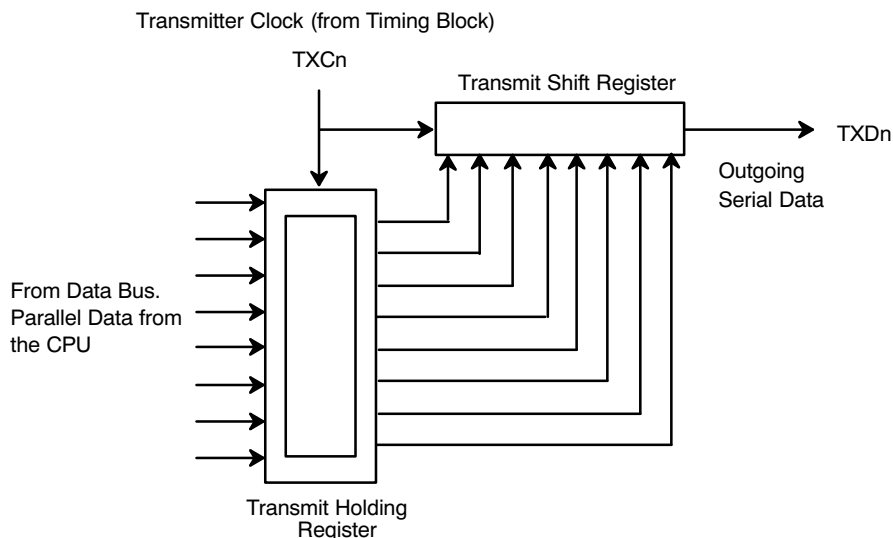 Transmitter Clock (from Timing Block)
TXCn
Transmit Shift Register
TXDn
Outgoing
Serial Data
From Data Bus.
Parallel Data from
the CPU
Transmit Holding
Register